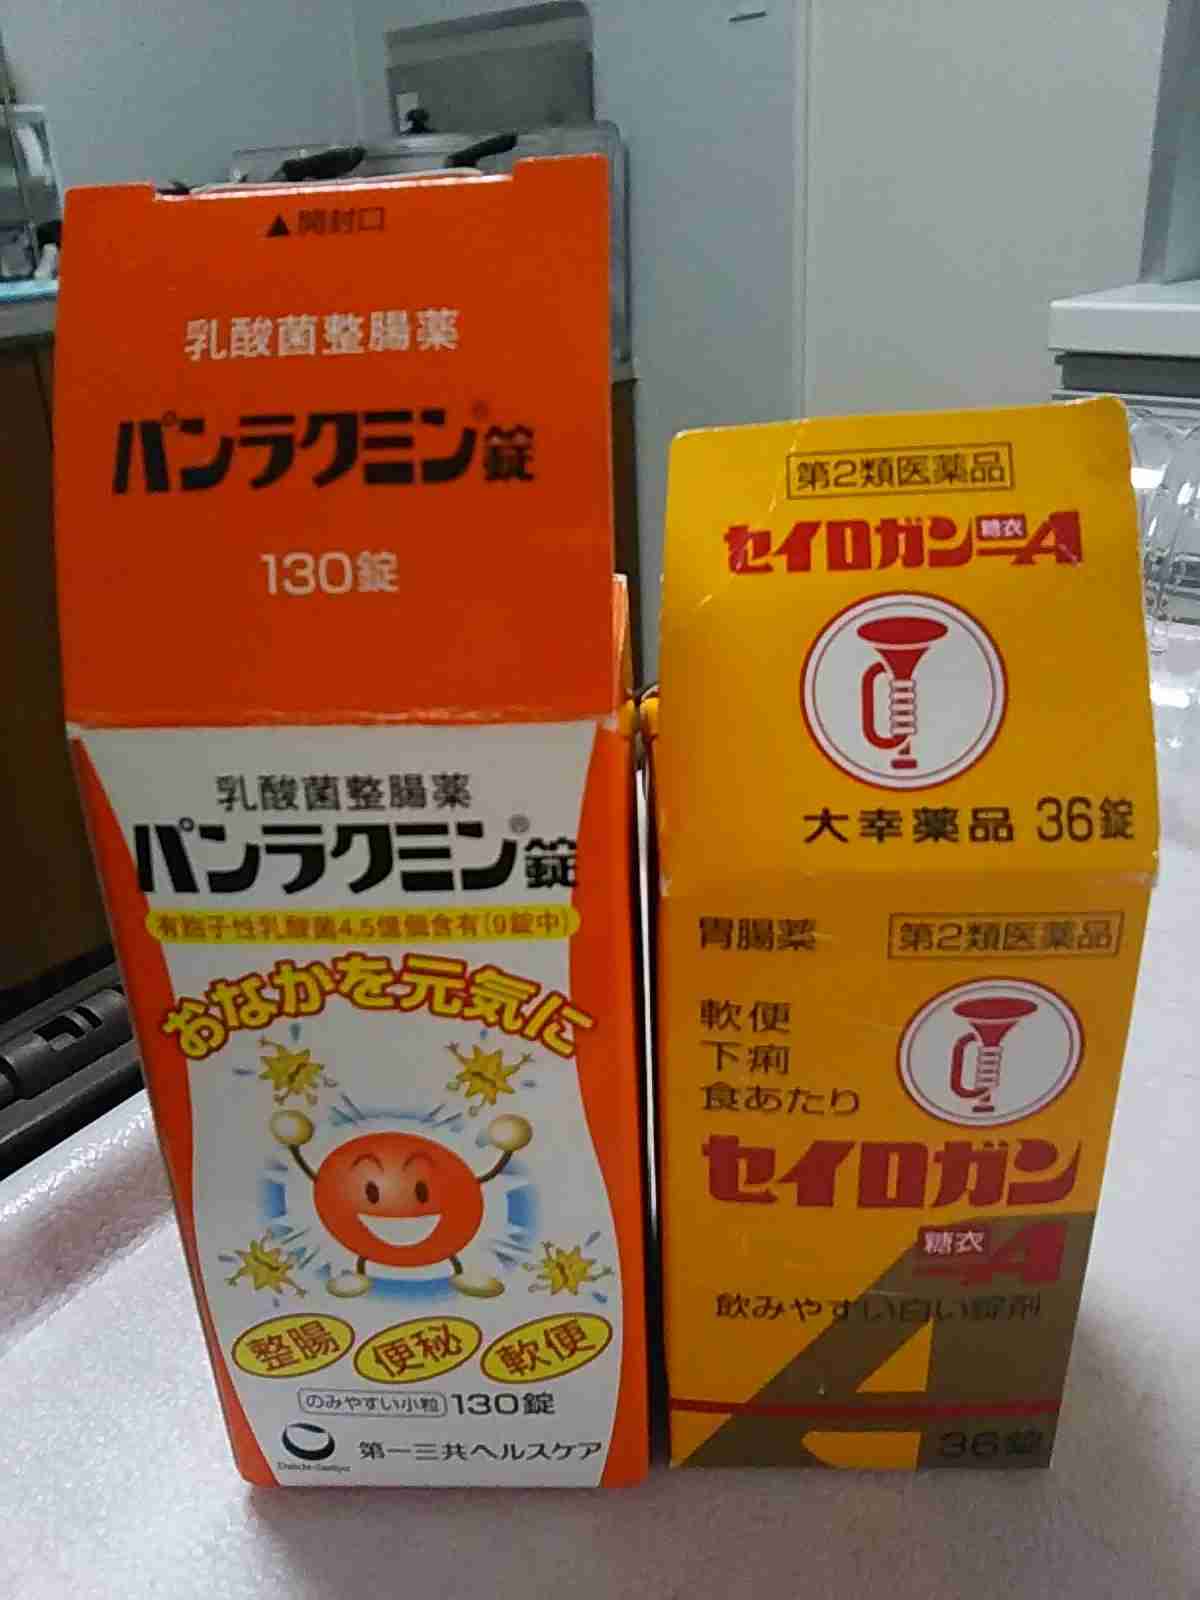 ▲開封口
乳酸菌整腸薬
パンラクミン®錠
130錠
乳酸菌整腸薬
パンラクミン®錠
有胞子性乳酸菌4.5億個含有(9錠中)
おなかを元気に
整腸 便秘 軟便
のみやすい小粒 130錠
Daiichi-Sankyo
第一三共ヘルスケア
第2類医薬品
セイロガン糖衣A
大幸薬品 36錠
胃腸薬 第2類医薬品
軟便
下痢
食あたり
セイロガン
糖衣A
飲みやすい白い錠剤
36錠